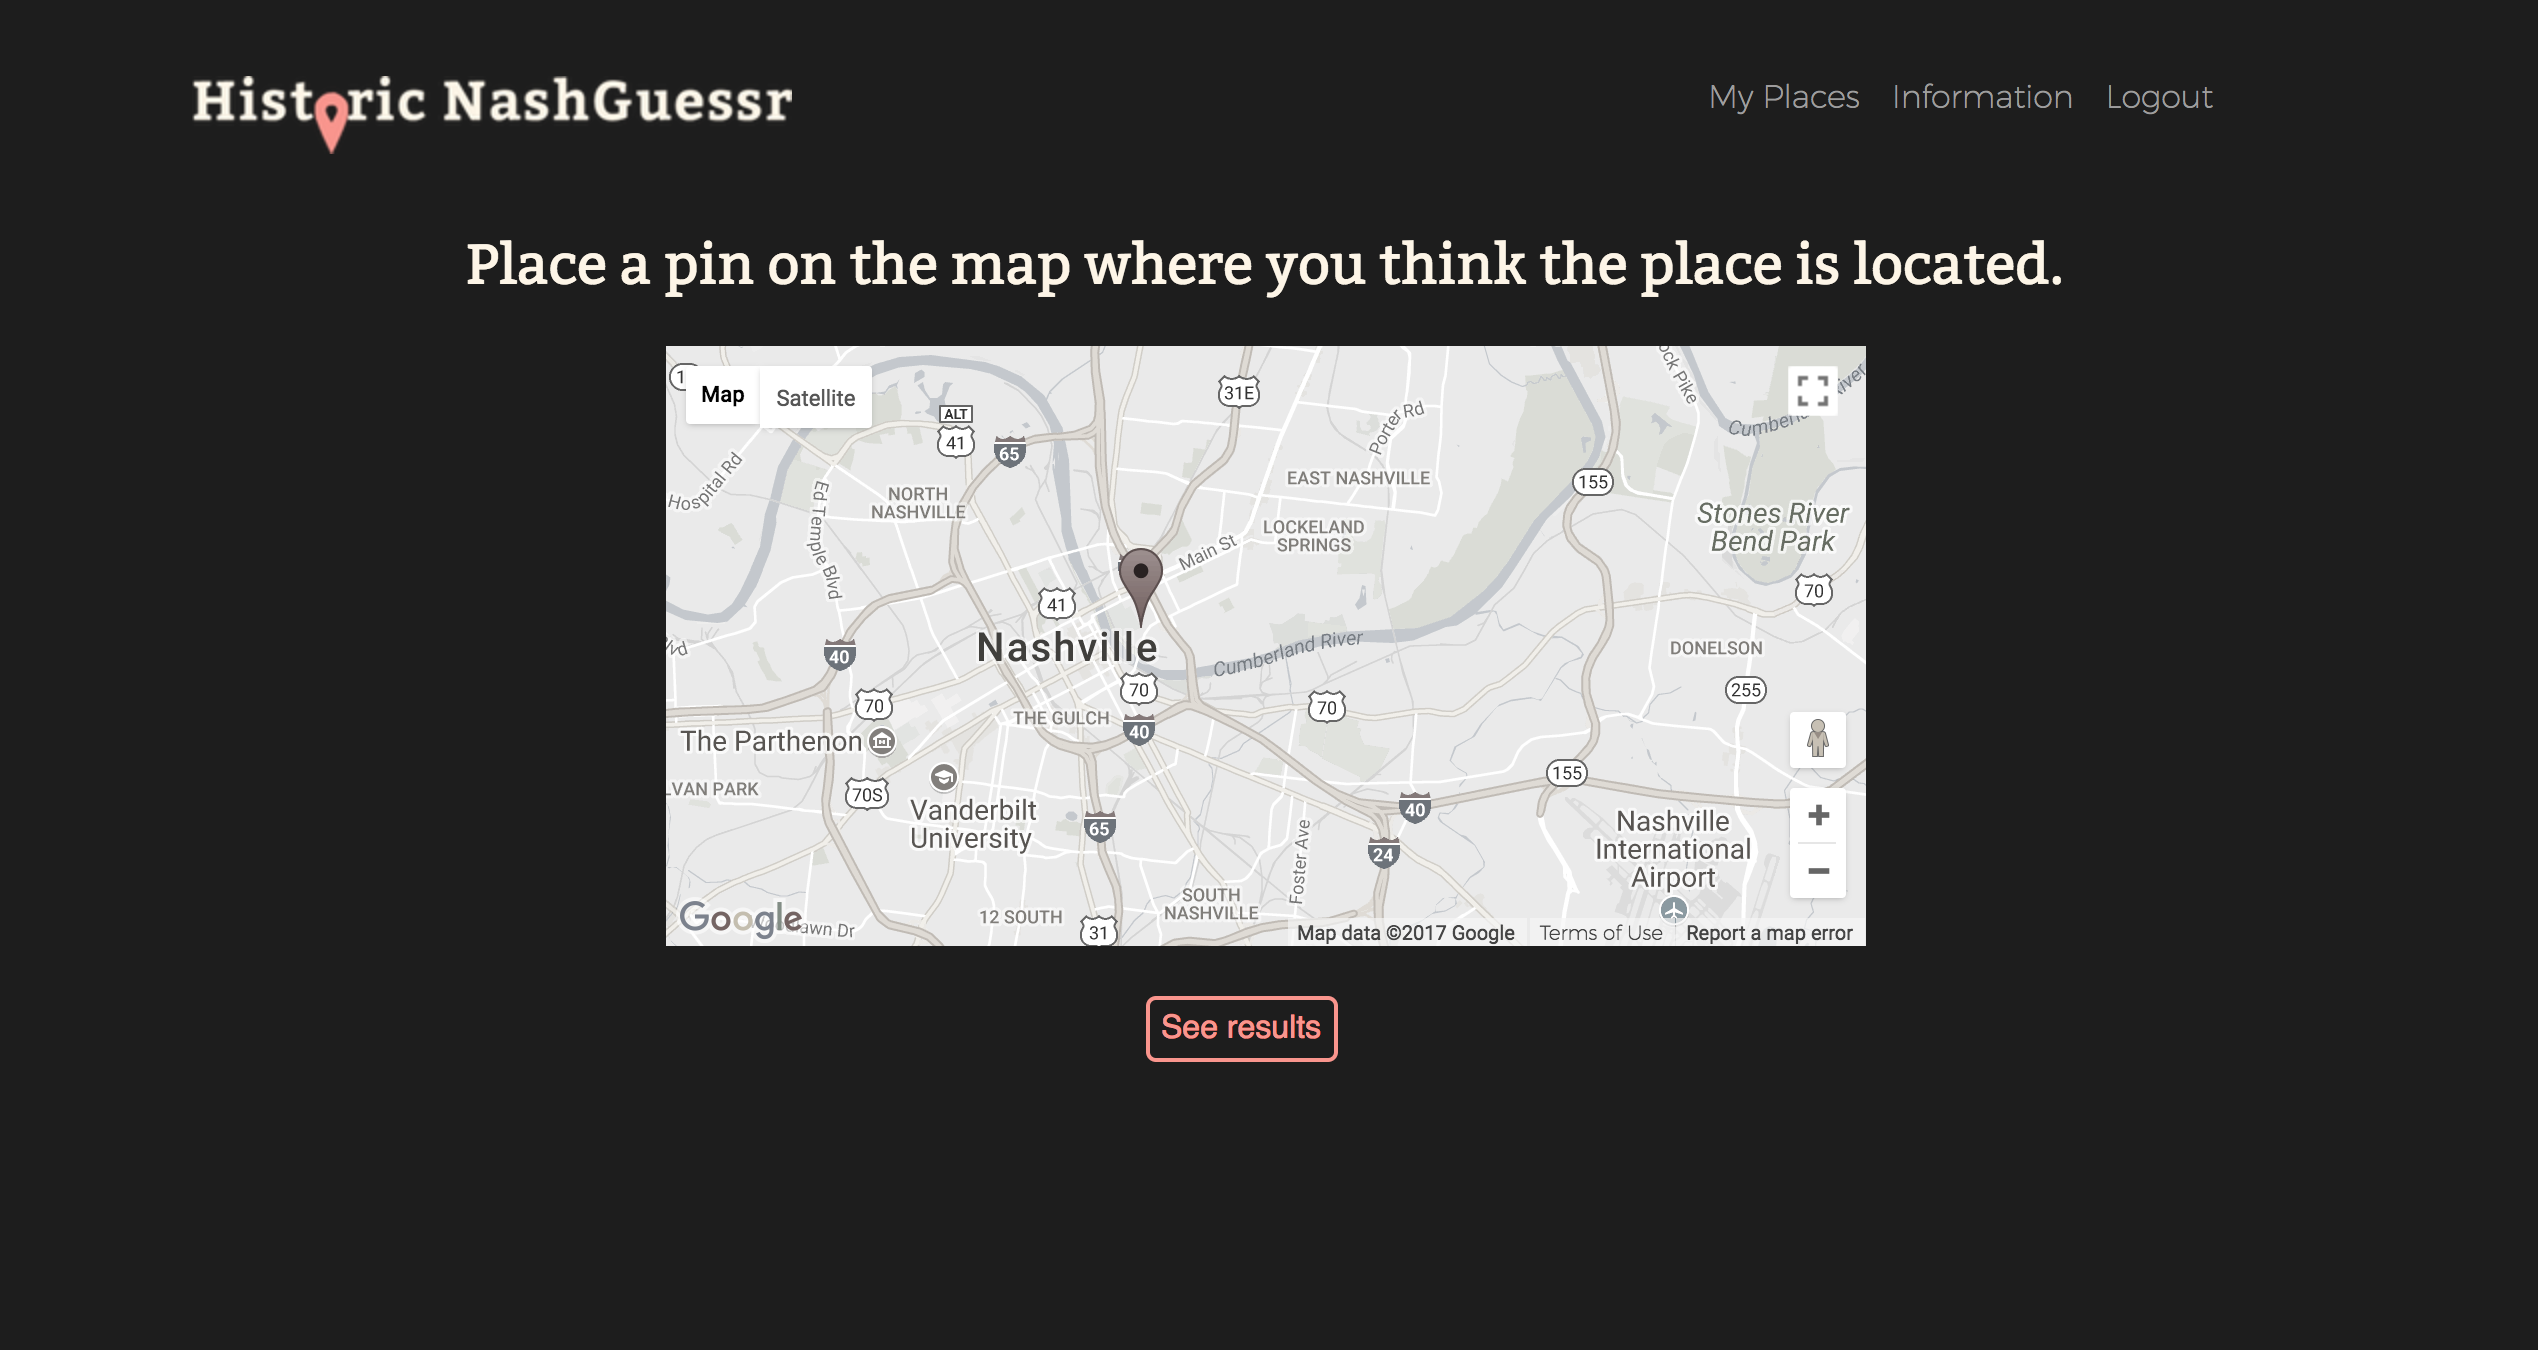 Historic NashGuessr
My Places
Information
Logout
Place a pin on the map where you think the place is located.
Map
Satellite
31E
Porter Rd
Cumberland
ALT
41
65
EAST NASHVILLE
155
Hospital Rd
Ed Temple Blvd
NORTH
NASHVILLE
LOCKELAND
SPRINGS
Stones River
Bend Park
Main St
70
41
Nashville
Cumberland River
40
DONELSON
70
255
70
70
THE GULCH
40
The Parthenon
155
LVAN PARK
70S
Vanderbilt
University
65
40
24
Foster Ave
Nashville
International
Airport
SOUTH
NASHVILLE
12 SOUTH
31
Google
Map data ©2017 Google
Terms of Use
Report a map error
See results